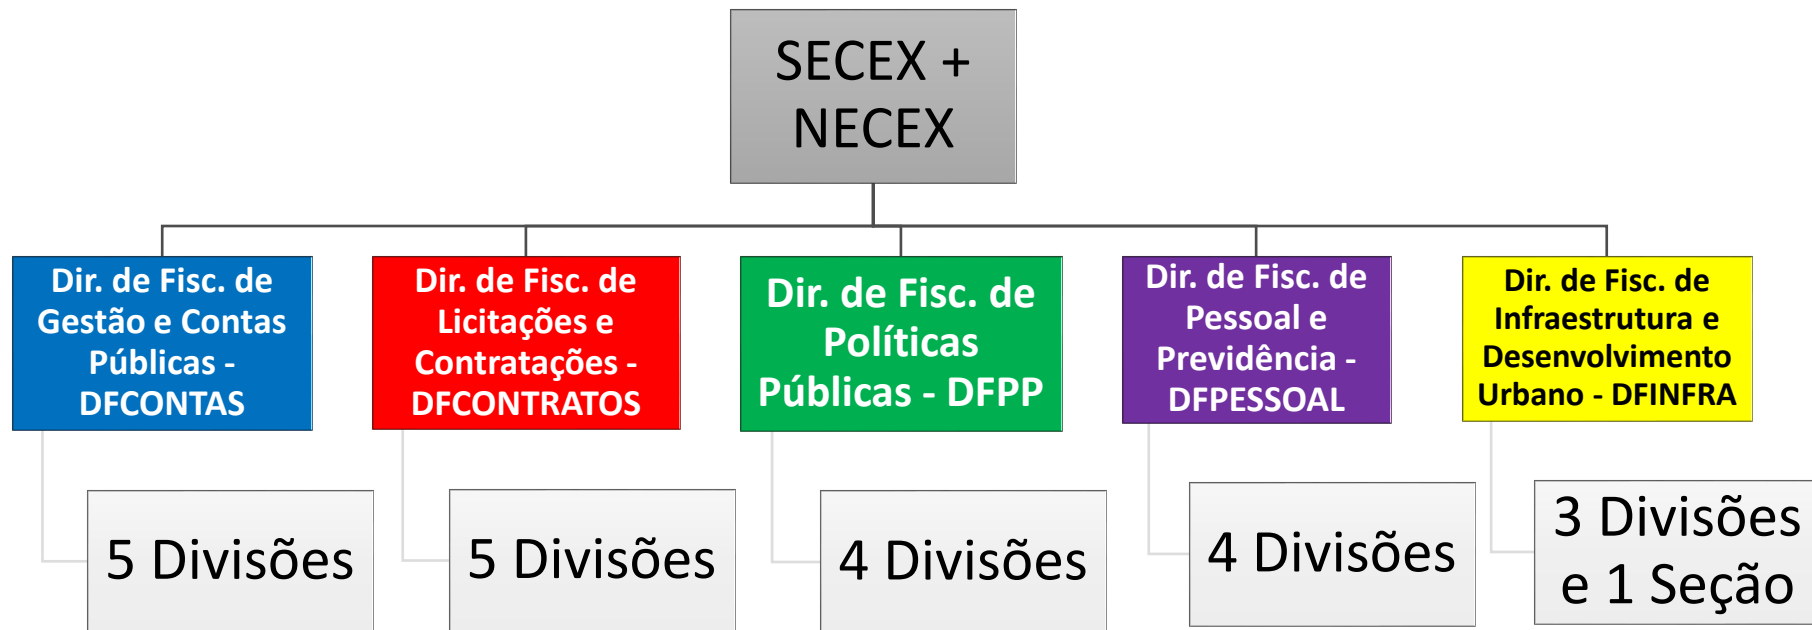 SECEX +
NECEX
Dir. de Fisc. de
Gestão e Contas
Públicas -
DFCONTAS
Dir. de Fisc. de
Licitações e
Contratações -
DFCONTRATOS
Dir. de Fisc. de
Políticas
Públicas - DFPP
Dir. de Fisc. de
Pessoal e
Previdência -
DFPESSOAL
Dir. de Fisc. de
Infraestrutura e
Desenvolvimento
Urbano - DFINFRA
5 Divisões
5 Divisões
4 Divisões
4 Divisões
3 Divisões
e 1 Seção